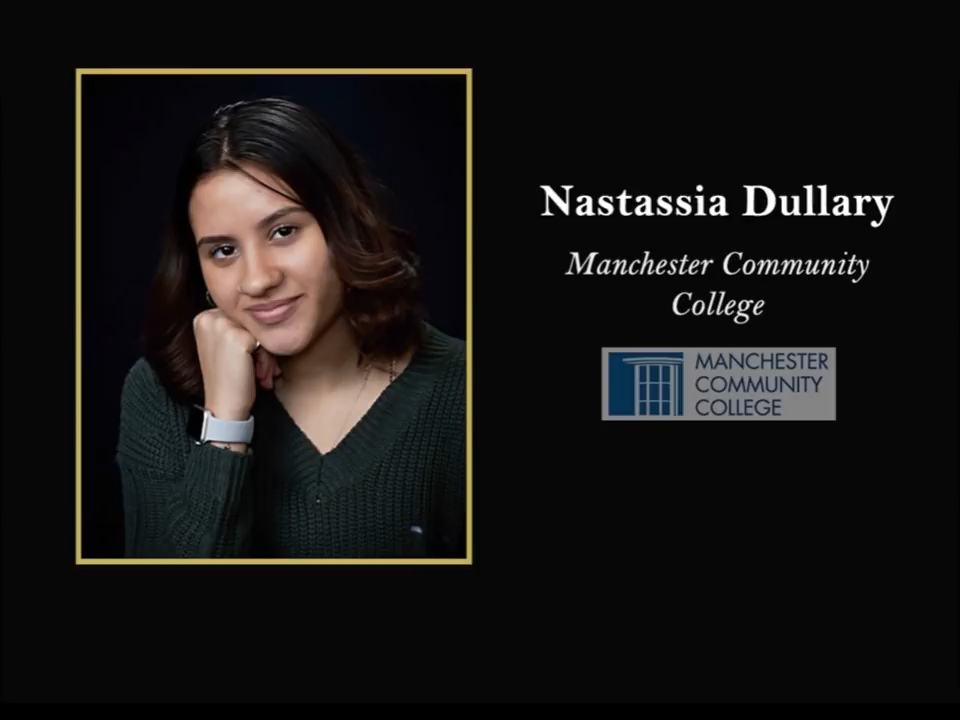 Nastassia Dullary
Manchester Community
College
MANCHESTER
COMMUNITY
COLLEGE